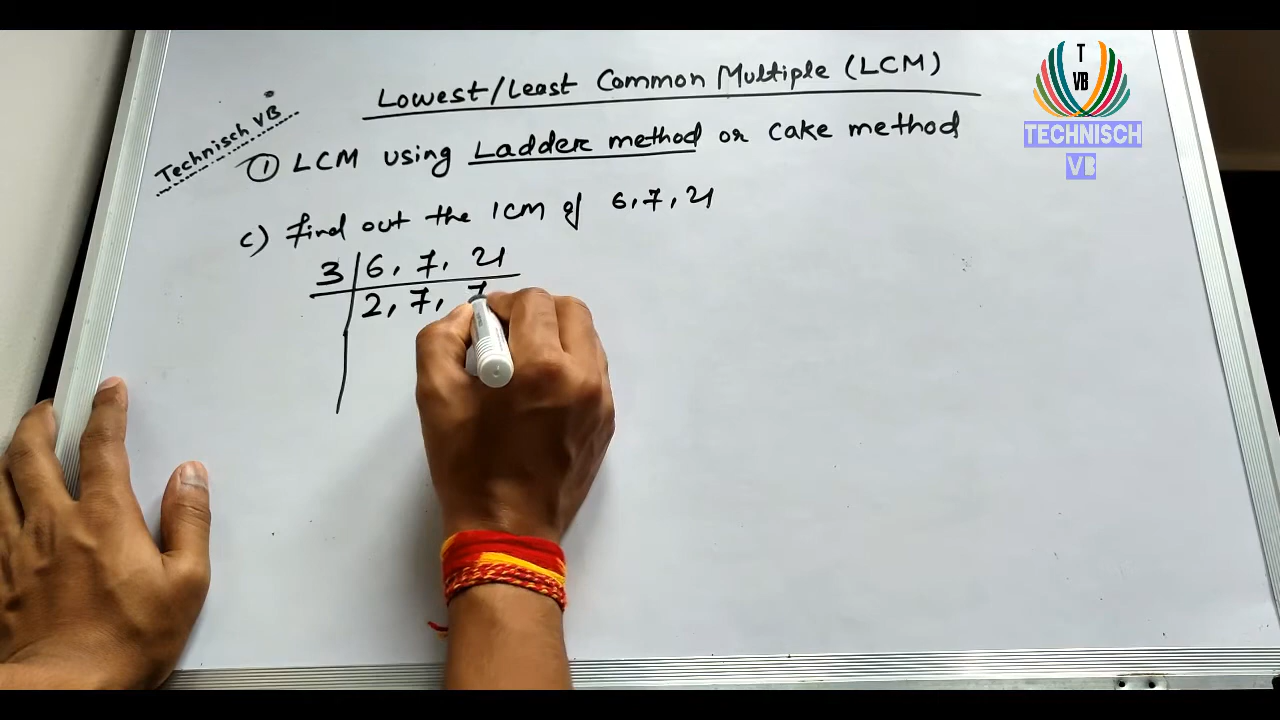 Lowest/Least Common Multiple (LCM)
Technisch VB
① LCM using Ladder method or cake method
c) Find out the lCM of 6,7,21
3 6, 7, 21
2, 7, 7
T
VB
TECHNISCH
VB